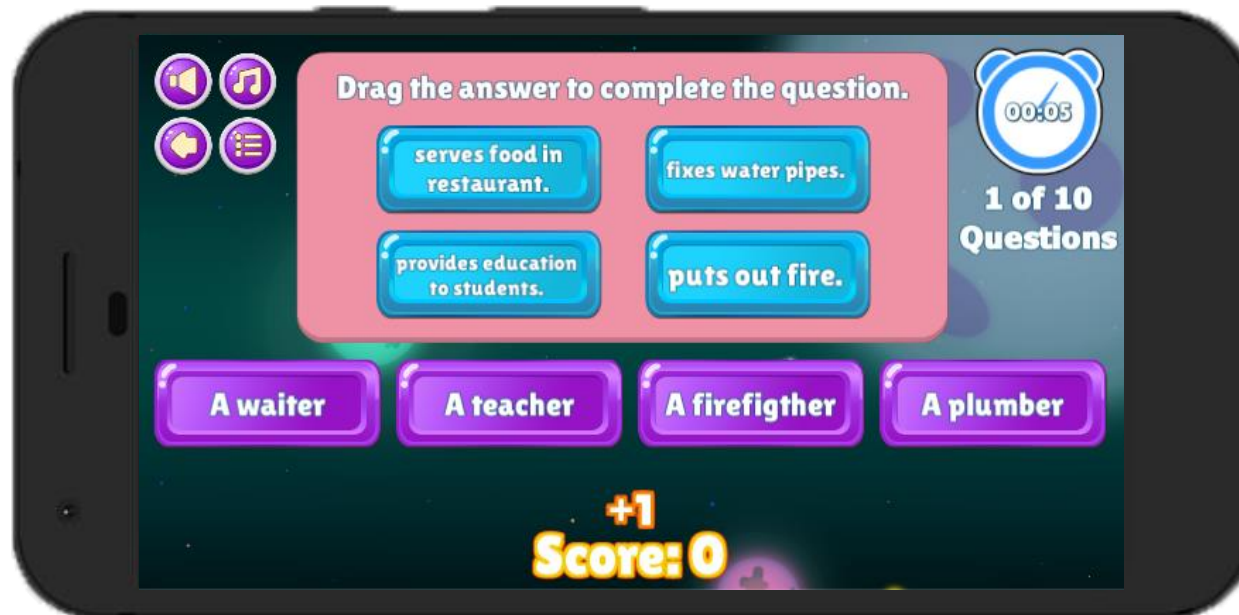 Drag the answer to complete the question.
serves food in
restaurant.
fixes water pipes.
provides education
to students.
puts out fire.
00:05
1 of 10
Questions
A waiter
A teacher
A firefigther
A plumber
+1
Score: 0